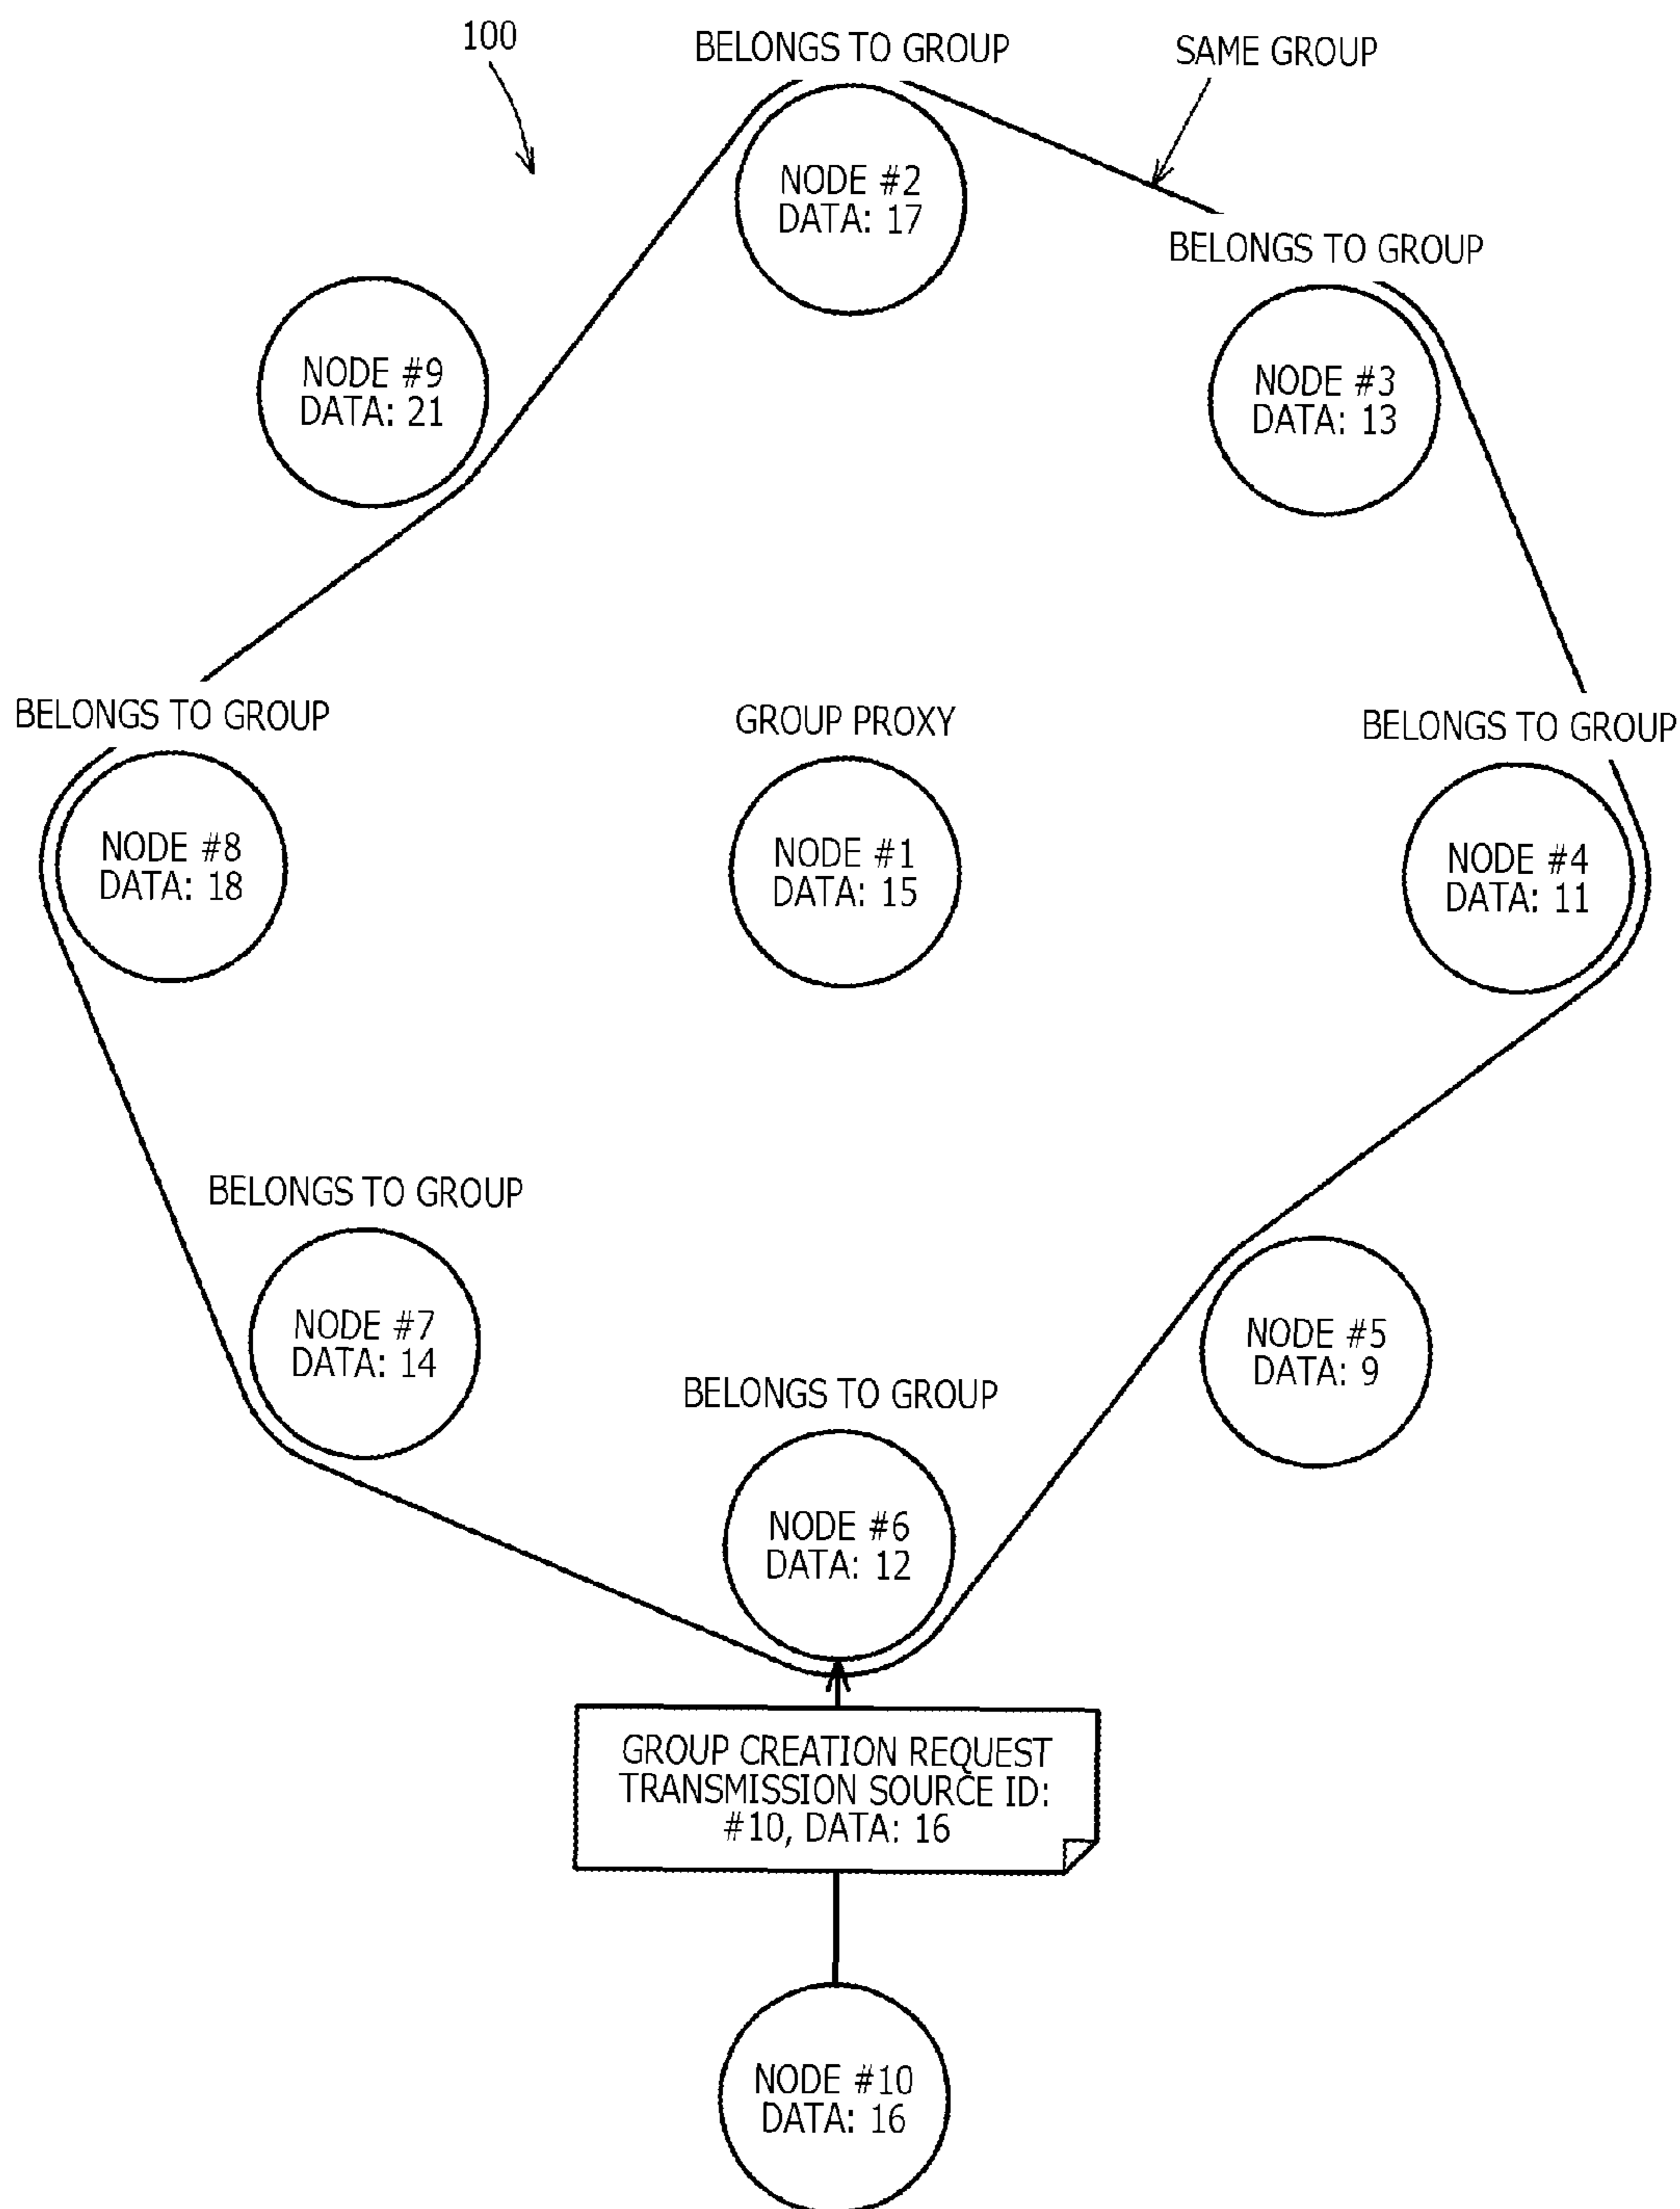 100
BELONGS TO GROUP
SAME GROUP
NODE #2
DATA: 17
BELONGS TO GROUP
NODE #9
DATA: 21
NODE #3
DATA: 13
BELONGS TO GROUP
GROUP PROXY
BELONGS TO GROUP
NODE #8
DATA: 18
NODE #1
DATA: 15
NODE #4
DATA: 11
BELONGS TO GROUP
NODE #7
DATA: 14
NODE #5
DATA: 9
BELONGS TO GROUP
NODE #6
DATA: 12
GROUP CREATION REQUEST
TRANSMISSION SOURCE ID:
#10, DATA: 16
NODE #10
DATA: 16